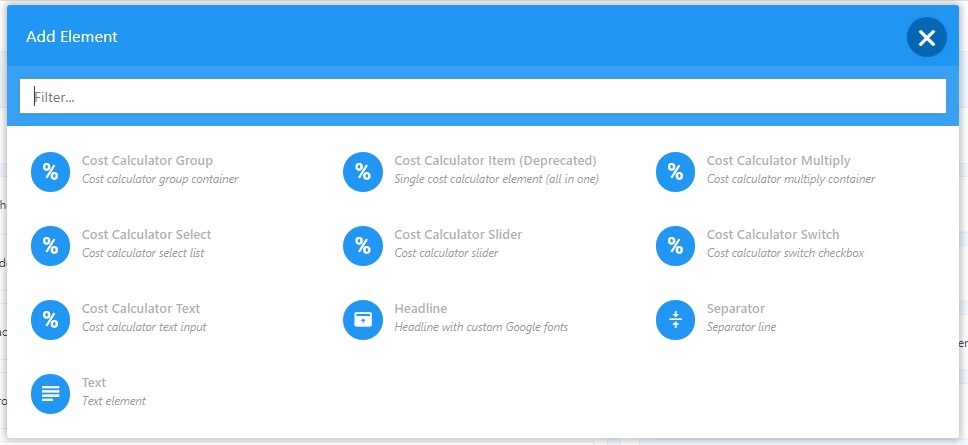 Add Element
Filter...
Cost Calculator Group
Cost calculator group container
Cost Calculator Item (Deprecated)
Single cost calculator element (all in one)
Cost Calculator Multiply
Cost calculator multiply container
Cost Calculator Select
Cost calculator select list
Cost Calculator Slider
Cost calculator slider
Cost Calculator Switch
Cost calculator switch checkbox
Cost Calculator Text
Cost calculator text input
Headline
Headline with custom Google fonts
Separator
Separator line
Text
Text element